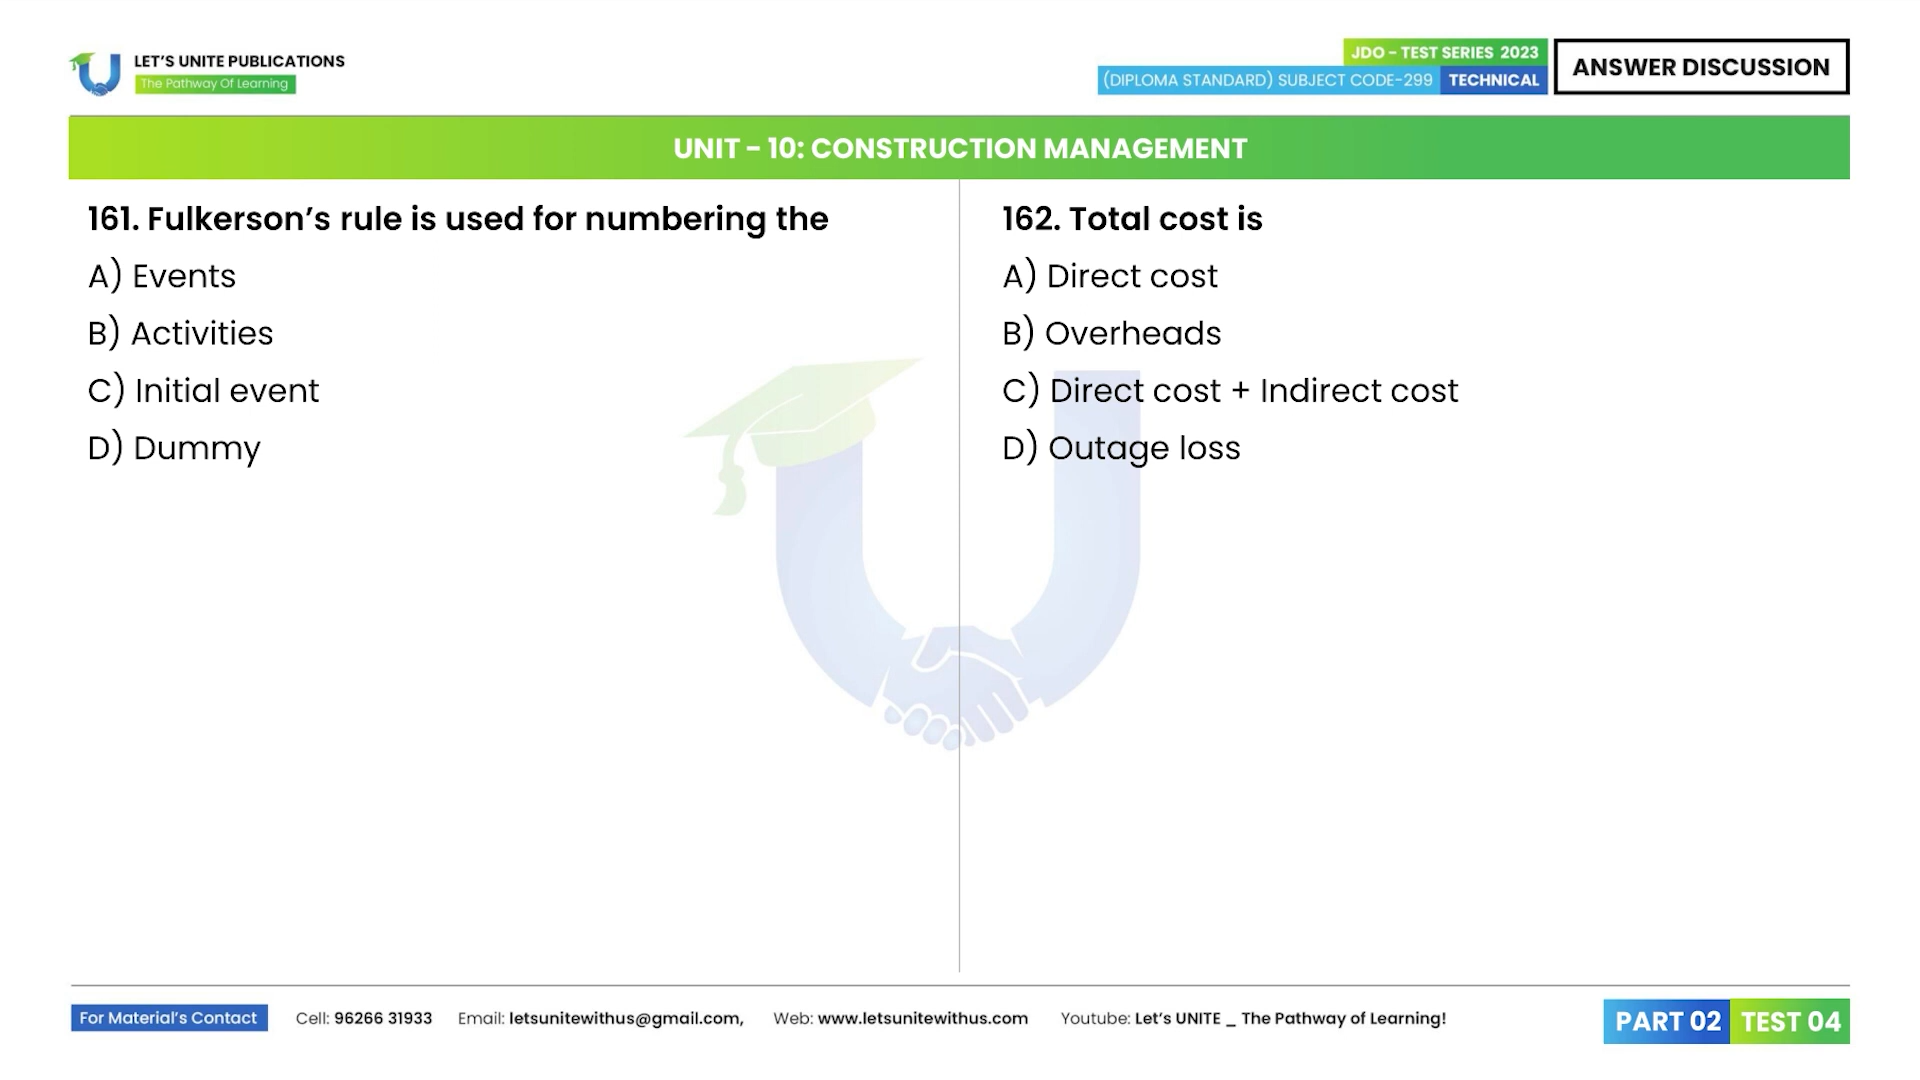 LET'S UNITE PUBLICATIONS
The Pathway Of Learning
JDO - TEST SERIES 2023
(DIPLOMA STANDARD) SUBJECT CODE-299 TECHNICAL
ANSWER DISCUSSION
UNIT - 10: CONSTRUCTION MANAGEMENT
161. Fulkerson's rule is used for numbering the
A) Events
B) Activities
C) Initial event
D) Dummy
162. Total cost is
A) Direct cost
B) Overheads
C) Direct cost + Indirect cost
D) Outage loss
For Material's Contact Cell: 96266 31933 Email: letsunitewithus@gmail.com, Web: www.letsunitewithus.com Youtube: Let's UNITE _ The Pathway of Learning!
PART 02 TEST 04